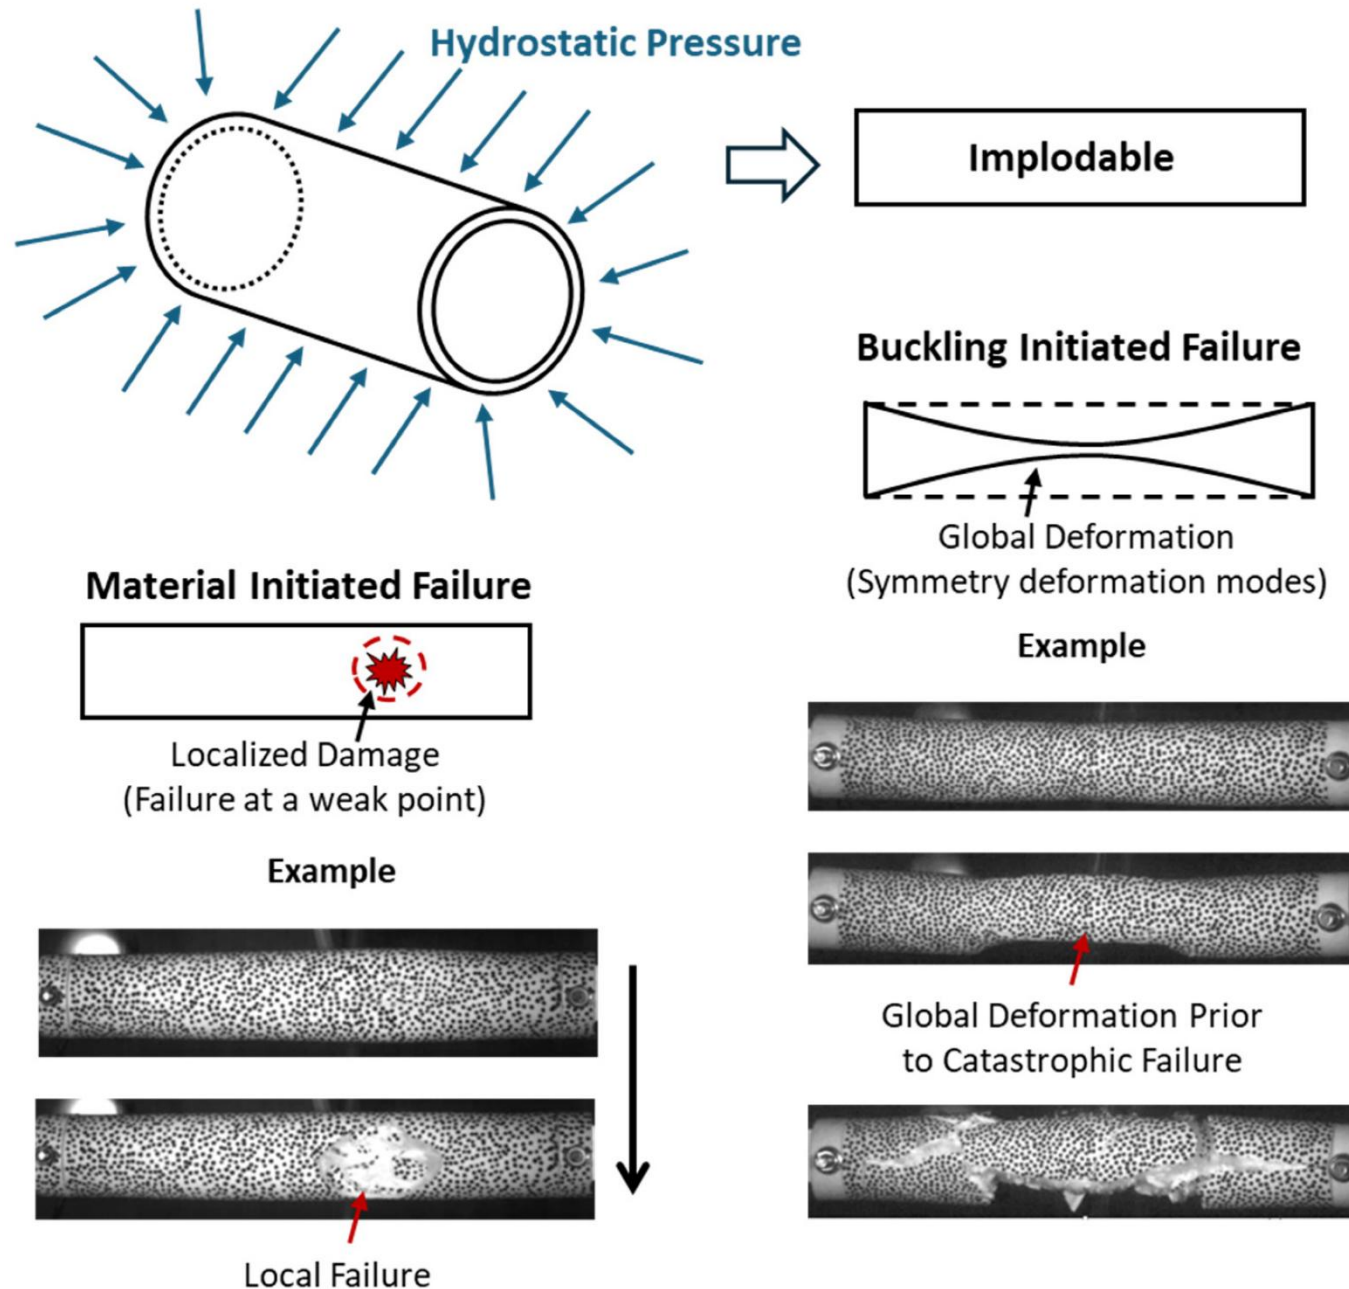 Hydrostatic Pressure
Implodable
Buckling Initiated Failure
Global Deformation
(Symmetry deformation modes)
Example
Material Initiated Failure
Localized Damage
(Failure at a weak point)
Example
Global Deformation Prior
to Catastrophic Failure
Local Failure